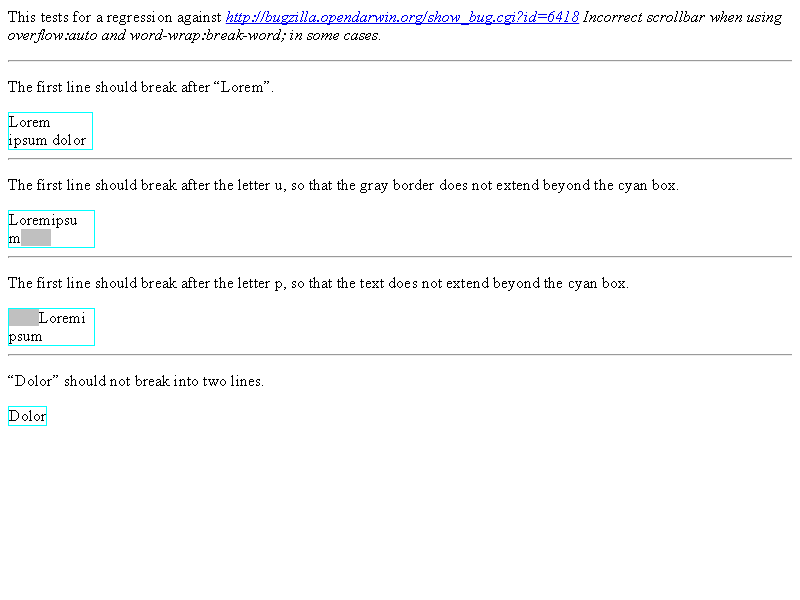 This tests for a regression against http://bugzilla.opendarwin.org/show_bug.cgi?id=6418 Incorrect scrollbar when using
overflow:auto and word-wrap:break-word; in some cases.
The first line should break after “Lorem”.
Lorem
ipsum dolor
The first line should break after the letter u, so that the gray border does not extend beyond the cyan box.
Loremipsu
m
The first line should break after the letter p, so that the text does not extend beyond the cyan box.
Loremi
psum
“Dolor” should not break into two lines.
Dolor